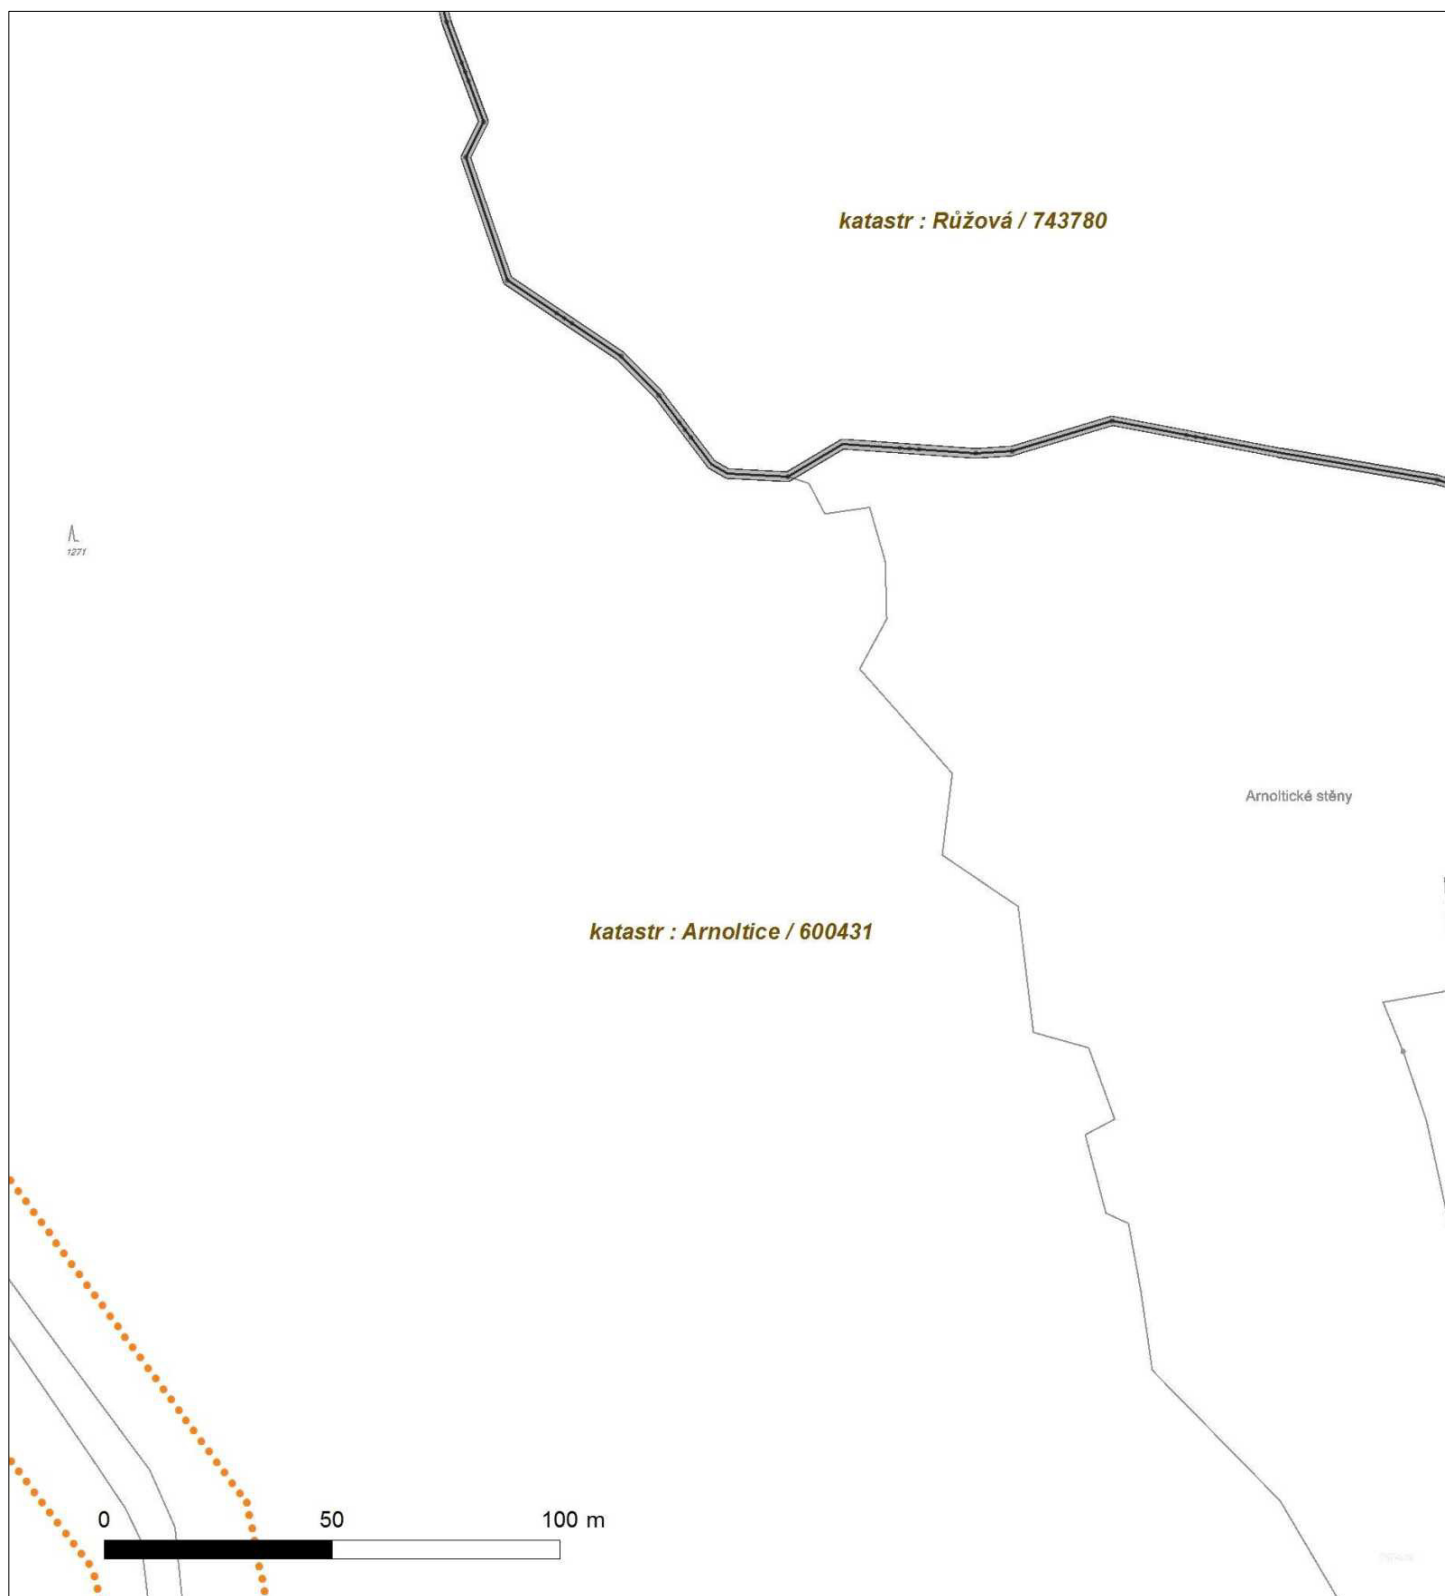 katastr : Růžová / 743780
1271
Arnoltické stěny
katastr : Arnoltice / 600431
0 50 100 m